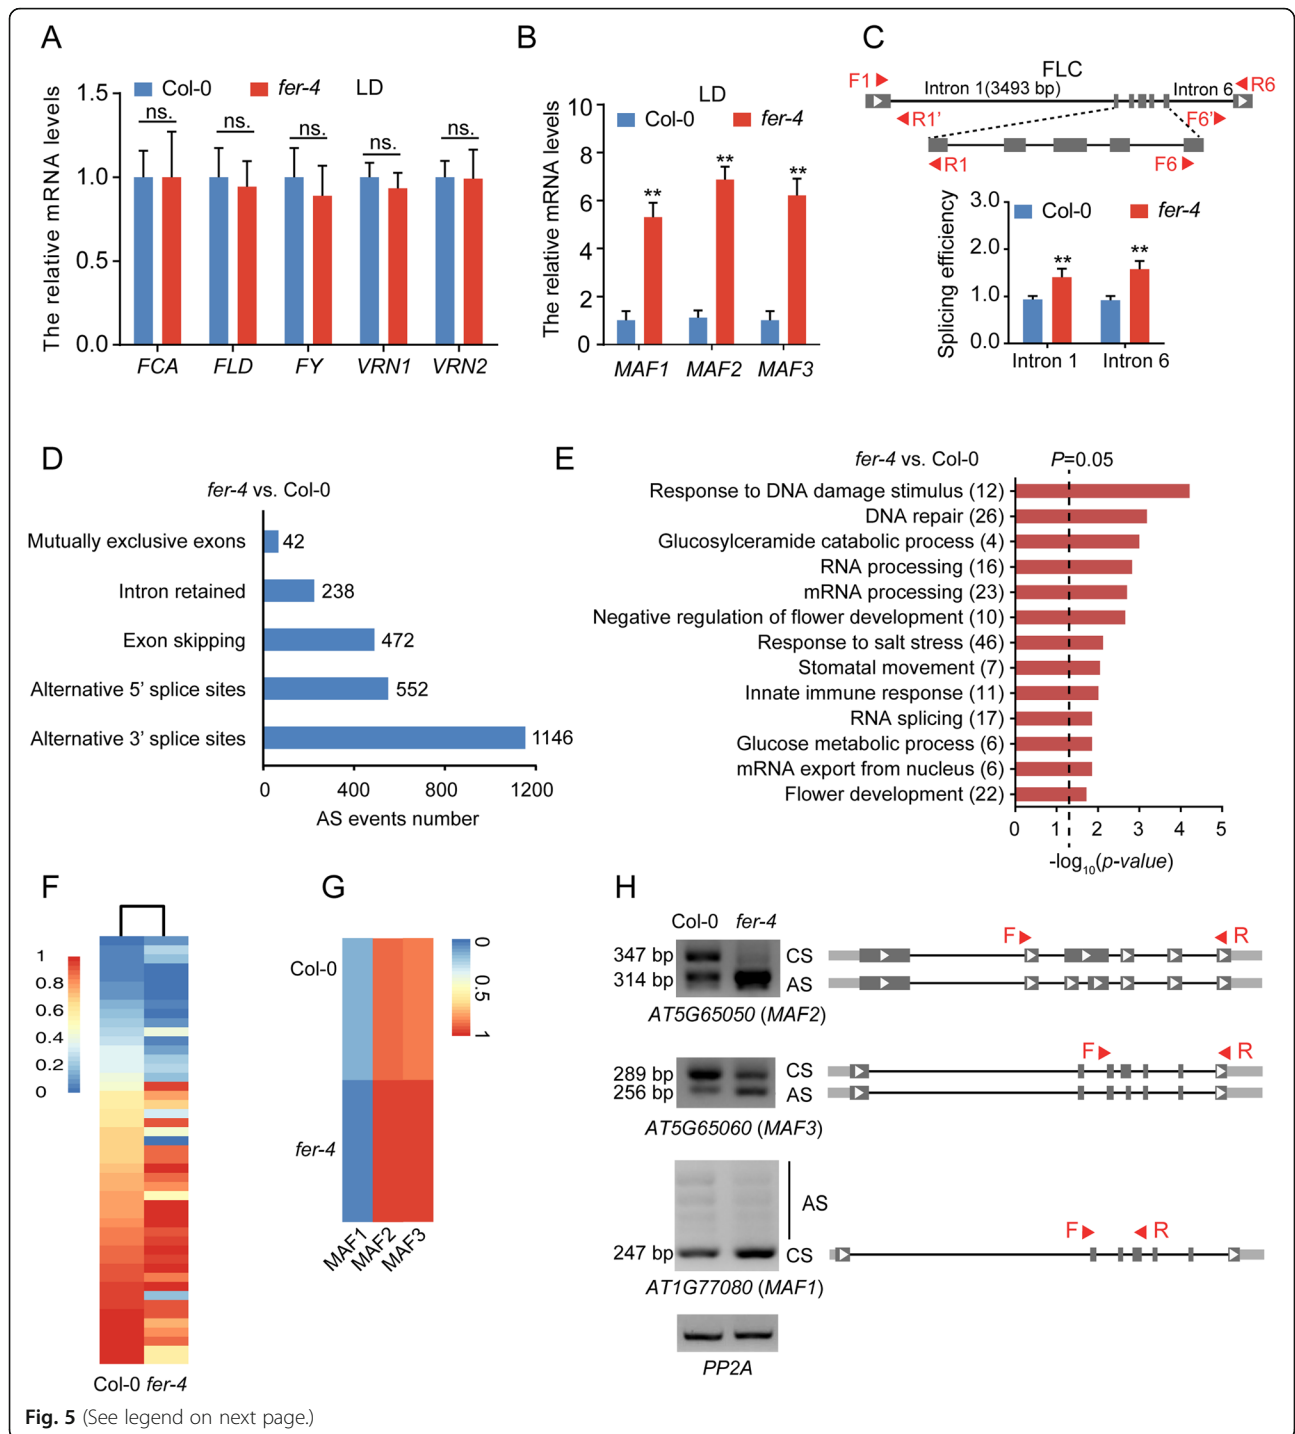 A
Col-0 fer-4 LD
The relative mRNA levels
1.5
1.0
0.5
0.0
ns. ns. ns. ns. ns.
FCA FLD FY VRN1 VRN2
B
LD
Col-0 fer-4
The relative mRNA levels
10
8
6
4
2
0
** ** **
MAF1 MAF2 MAF3
C
FLC
F1 Intron 1(3493 bp) Intron 6 R6
R1' F6'
R1 F6
Splicing efficiency
3.0
2.0
1.0
0.0
Col-0 fer-4
** **
Intron 1 Intron 6
D
fer-4 vs. Col-0
Mutually exclusive exons 42
Intron retained 238
Exon skipping 472
Alternative 5' splice sites 552
Alternative 3' splice sites 1146
0 400 800 1200
AS events number
E
fer-4 vs. Col-0 P=0.05
Response to DNA damage stimulus (12)
DNA repair (26)
Glucosylceramide catabolic process (4)
RNA processing (16)
mRNA processing (23)
Negative regulation of flower development (10)
Response to salt stress (46)
Stomatal movement (7)
Innate immune response (11)
RNA splicing (17)
Glucose metabolic process (6)
mRNA export from nucleus (6)
Flower development (22)
0 1 2 3 4 5
-log10(p-value)
F
1
0.8
0.6
0.4
0.2
0
Col-0 fer-4
G
Col-0
fer-4
0
0.5
1
MAF1 MAF2 MAF3
H
Col-0 fer-4
347 bp CS
314 bp AS
F R
AT5G65050 (MAF2)
289 bp CS
256 bp AS
F R
AT5G65060 (MAF3)
AS
247 bp CS
F R
AT1G77080 (MAF1)
PP2A
Fig. 5 (See legend on next page.)